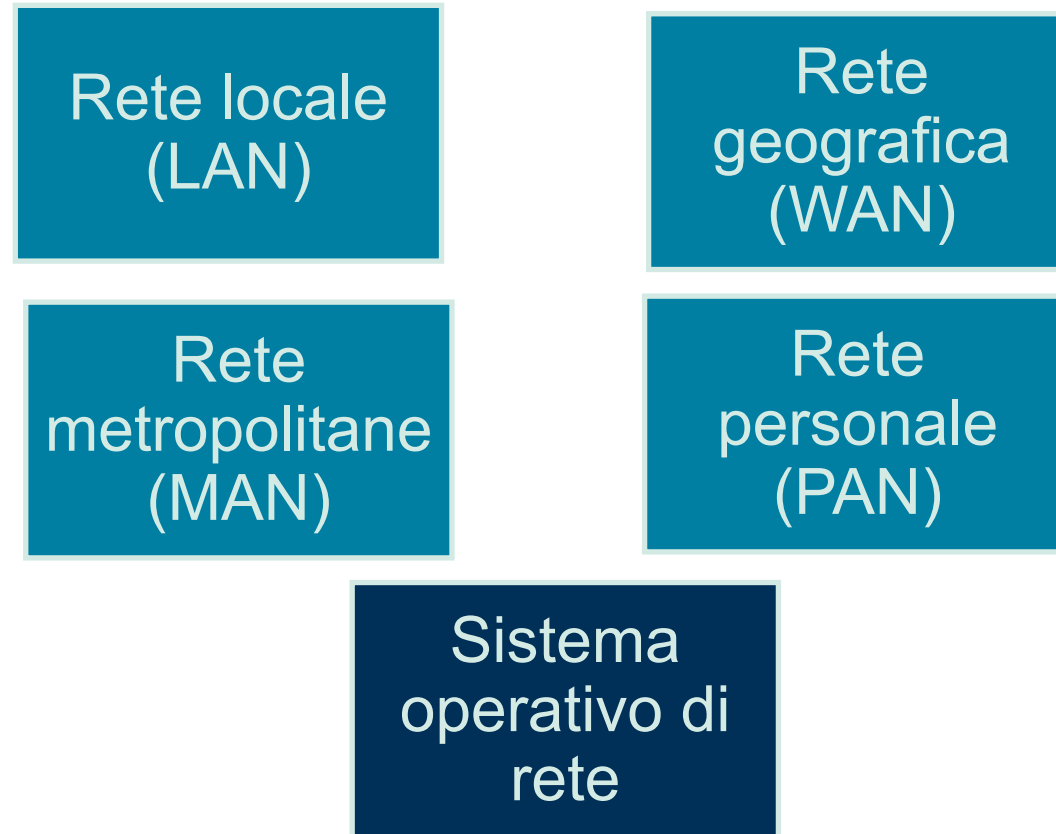 Rete locale
(LAN)
Rete
geografica
(WAN)
Rete
metropolitane
(MAN)
Rete
personale
(PAN)
Sistema
operativo di
rete